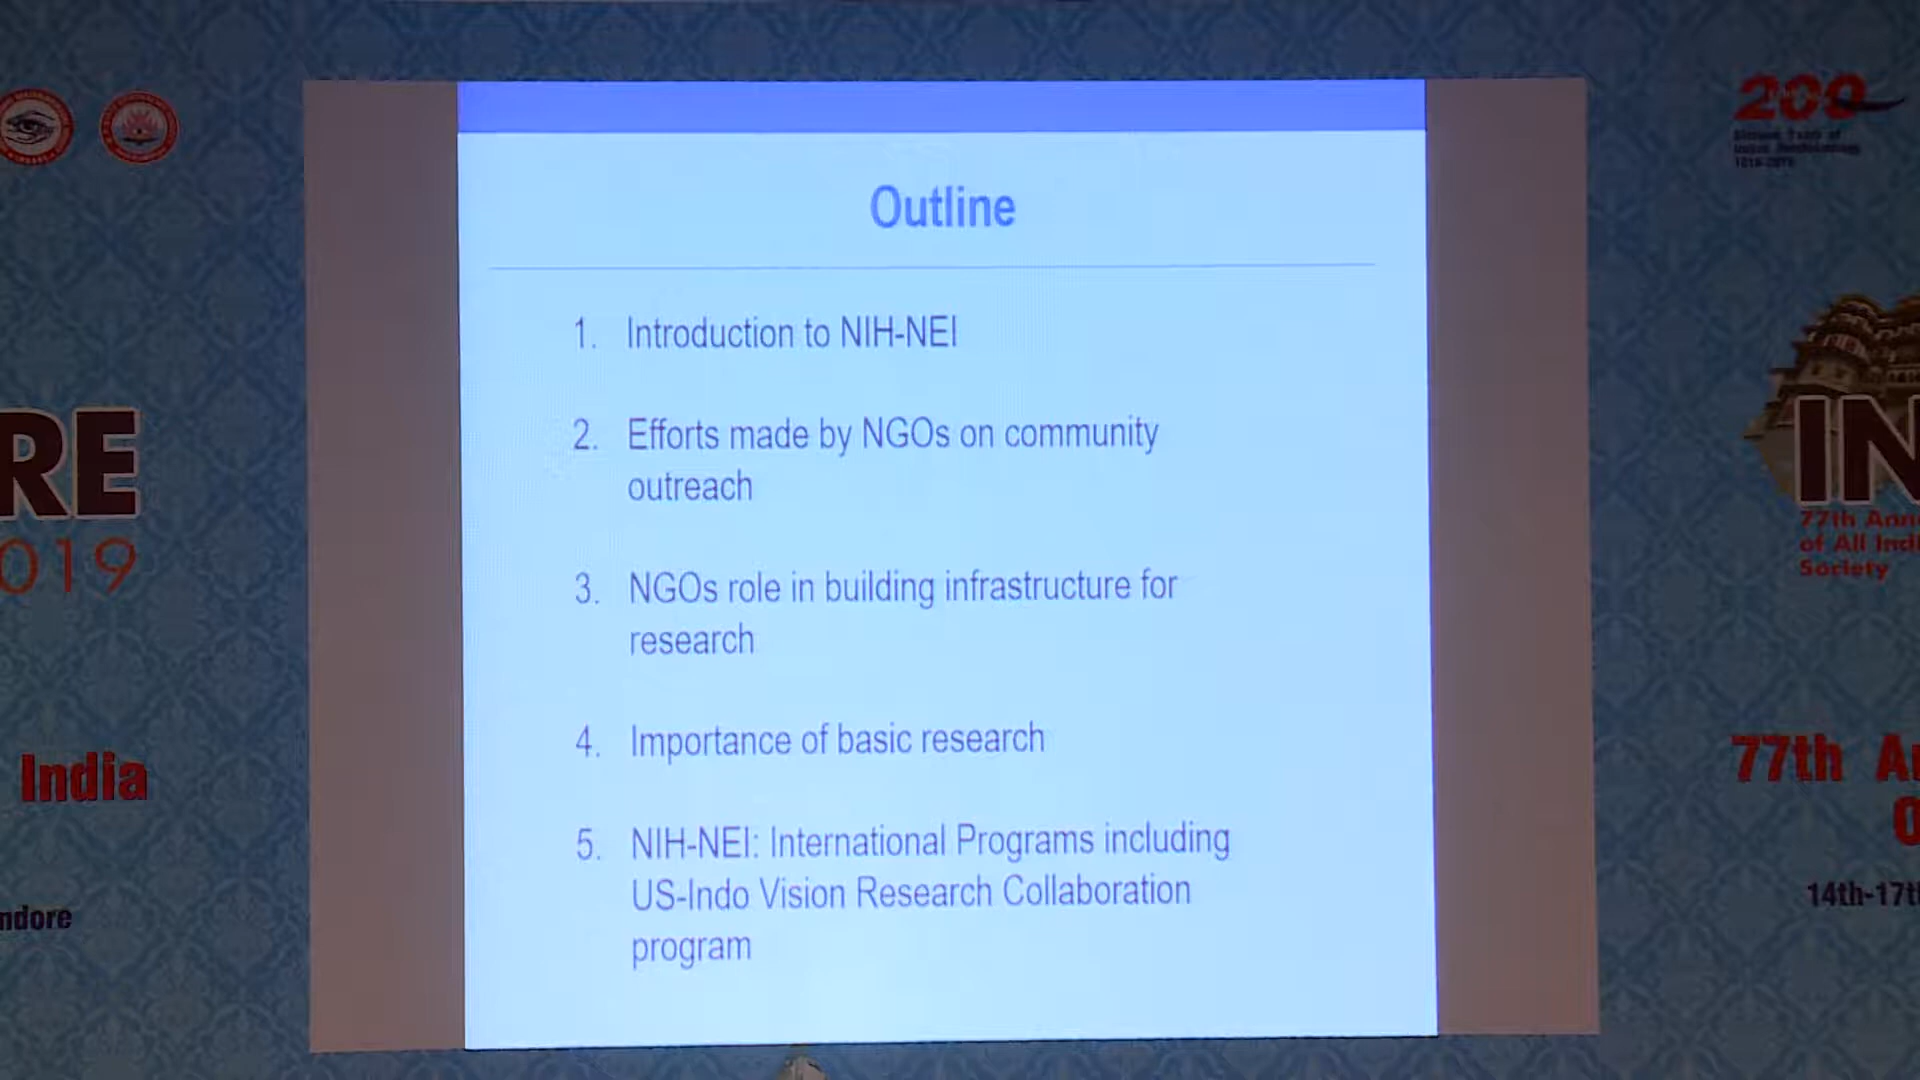 Outline
1. Introduction to NIH-NEI
2. Efforts made by NGOs on community
outreach
3. NGOs role in building infrastructure for
research
4. Importance of basic research
5. NIH-NEI: International Programs including
US-Indo Vision Research Collaboration
program
RE
019
India
ndore
200
IN
77th Ann
of All Indi
Society
77th A
O
14th-17th